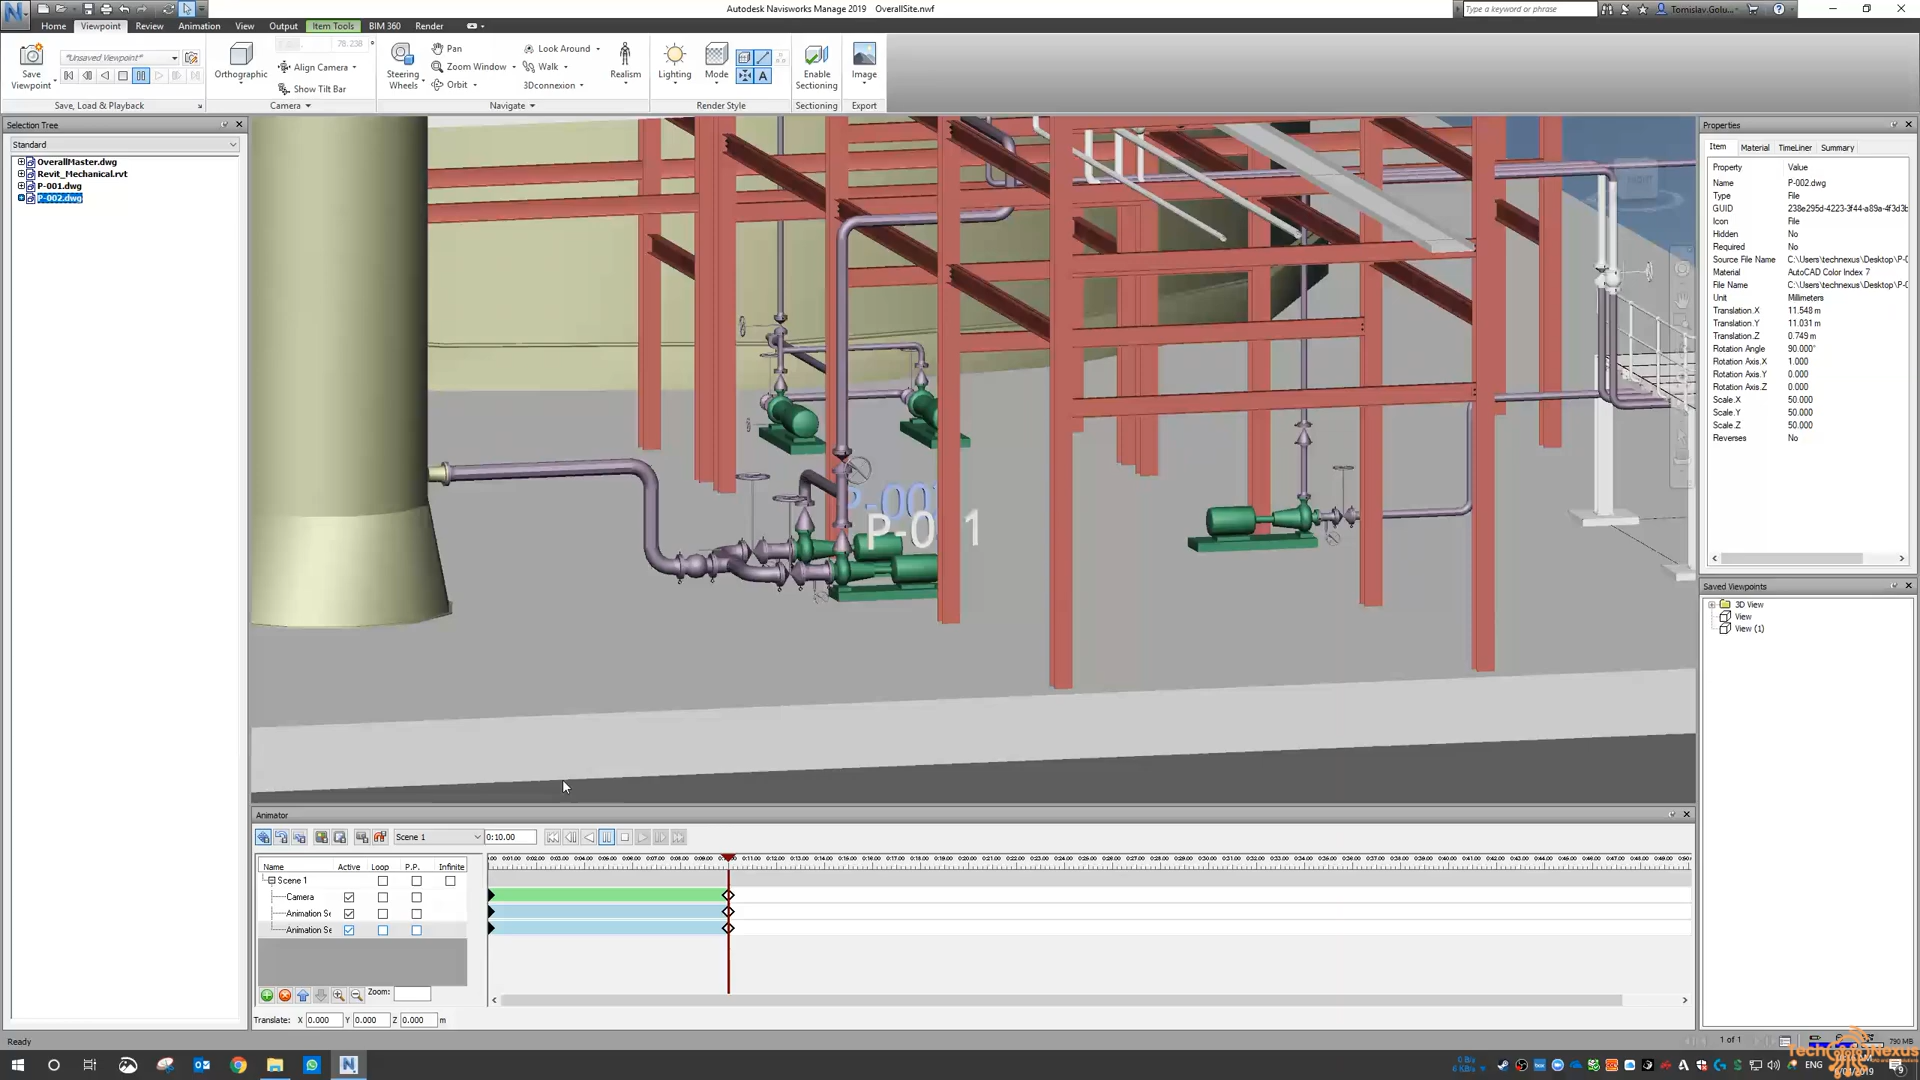 Autodesk Navisworks Manage 2019 OverallSite.nwf
Type a keyword or phrase
Tomislav.Golu...
Home Viewpoint Review Animation View Output Item Tools BIM 360 Render
Save Viewpoint
"Unsaved Viewpoint"
Save, Load & Playback
Orthographic
78.238
Align Camera
Show Tilt Bar
Camera
Steering Wheels
Pan
Zoom Window
Orbit
Look Around
Walk
3Dconnexion
Realism
Navigate
Lighting
Mode
Render Style
Enable Sectioning
Sectioning
Image
Export
Selection Tree
Standard
OverallMaster.dwg
Revit_Mechanical.rvt
P-001.dwg
P-002.dwg
Properties
Item Material TimeLiner Summary
Property Value
Name P-002.dwg
Type File
GUID 238e295d-4223-3f44-a89a-4f3d3b
Icon File
Hidden No
Required No
Source File Name C:\Users\technexus\Desktop\P-0
Material AutoCAD Color Index 7
File Name C:\Users\technexus\Desktop\P-0
Unit Millimeters
Translation.X 11.548 m
Translation.Y 11.031 m
Translation.Z 0.749 m
Rotation Angle 90.000°
Rotation Axis.X 1.000
Rotation Axis.Y 0.000
Rotation Axis.Z 0.000
Scale.X 50.000
Scale.Y 50.000
Scale.Z 50.000
Reverses No
Saved Viewpoints
3D View
View
View (1)
P-00
P-0 1
Animator
Scene 1
0:10.00
Name Active Loop P.P. Infinite
Scene 1
Camera
Animation Se
Animation Se
Zoom:
Translate: X 0.000 Y 0.000 Z 0.000 m
Ready
1 of 1
790 MB
ENG